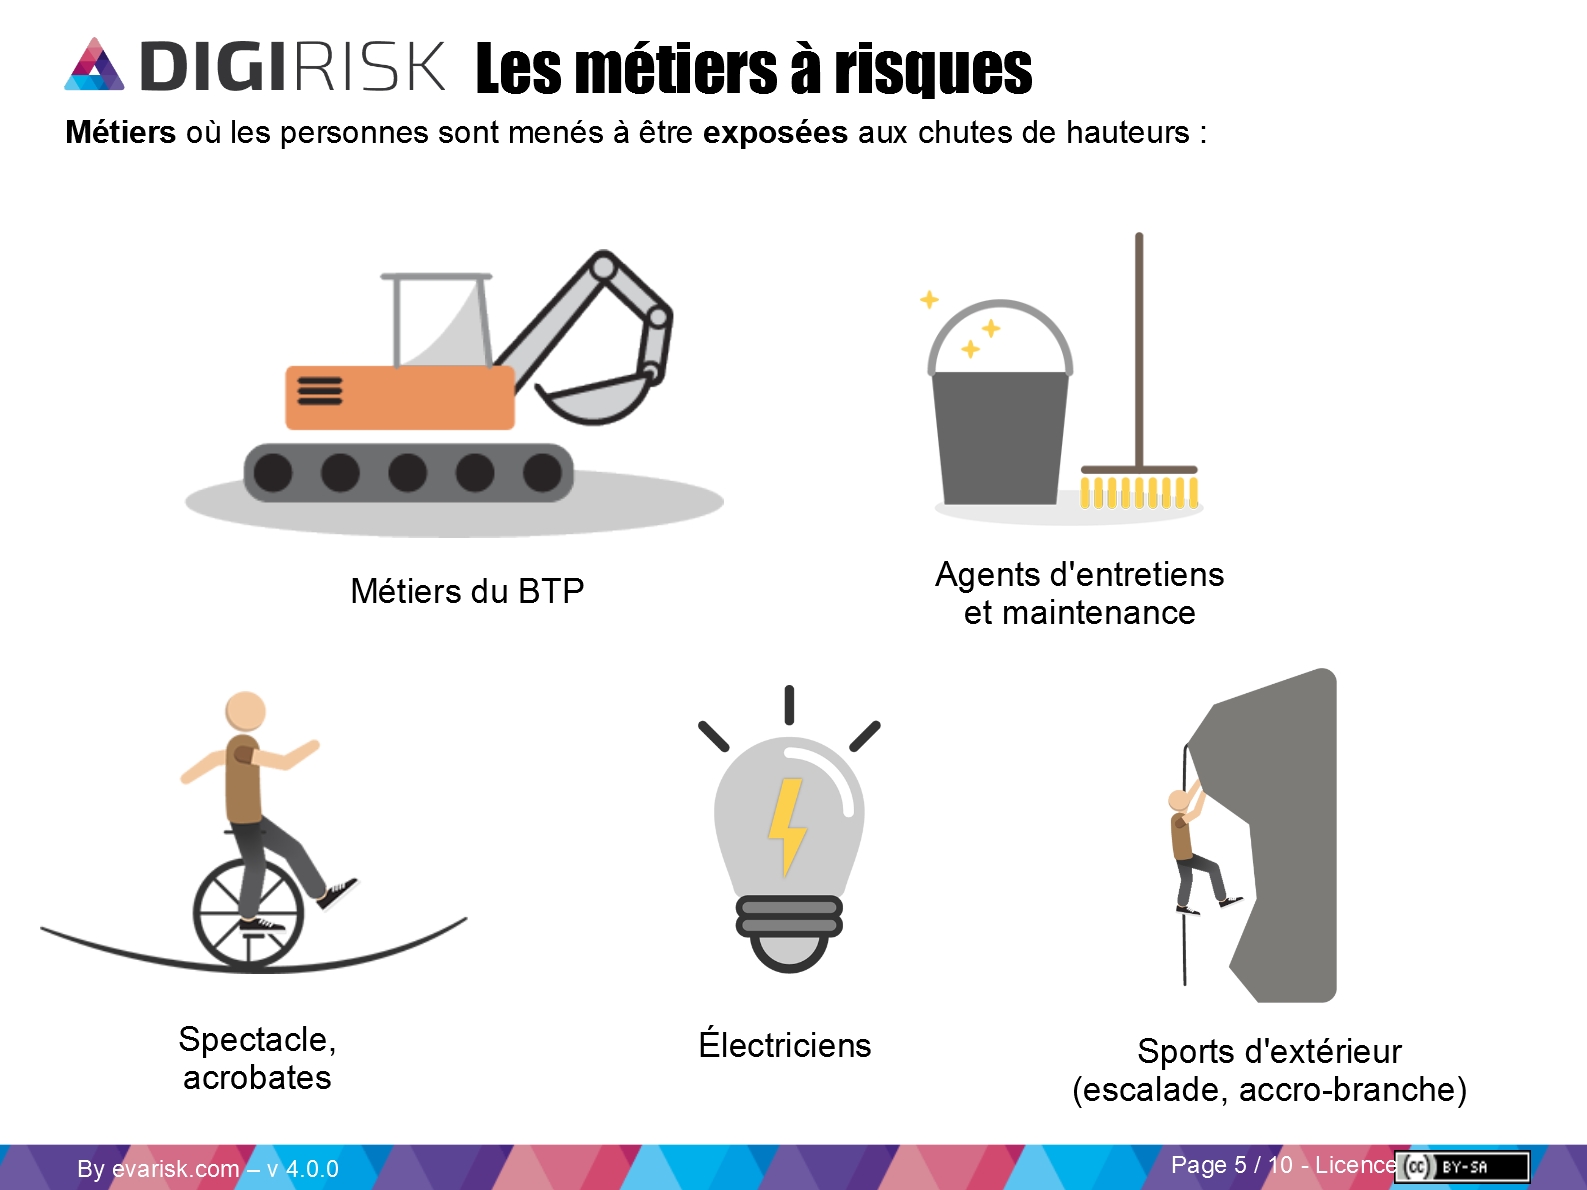 DIGIRISK Les métiers à risques
Métiers où les personnes sont menés à être exposées aux chutes de hauteurs :
Métiers du BTP
Agents d'entretiens
et maintenance
Spectacle,
acrobates
Électriciens
Sports d'extérieur
(escalade, accro-branche)
By evarisk.com – v 4.0.0
Page 5 / 10 - Licence
cc BY-SA